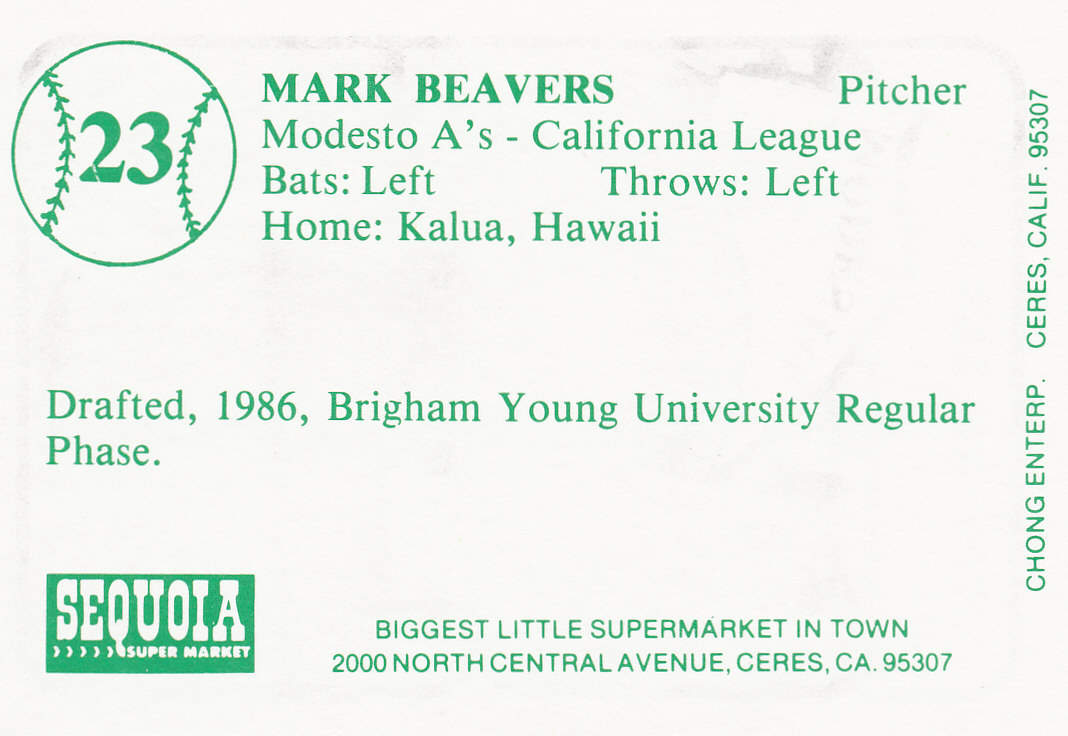 23
MARK BEAVERS Pitcher
Modesto A's - California League
Bats: Left Throws: Left
Home: Kalua, Hawaii
Drafted, 1986, Brigham Young University Regular
Phase.
SEQUOIA
SUPER MARKET
BIGGEST LITTLE SUPERMARKET IN TOWN
2000 NORTH CENTRAL AVENUE, CERES, CA. 95307
CHONG ENTERP. CERES, CALIF. 95307